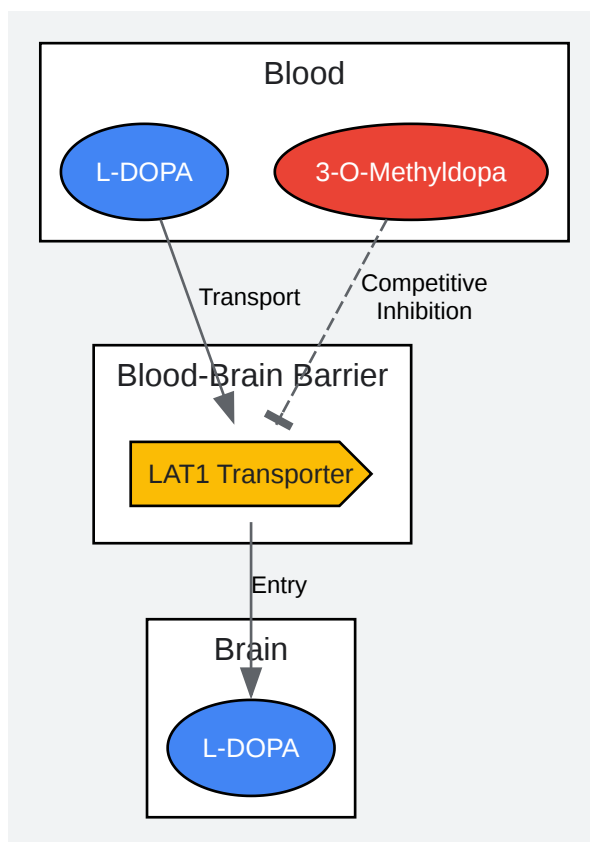 Blood
L-DOPA
3-O-Methyldopa
Transport
Competitive
Inhibition
Blood-Brain Barrier
LAT1 Transporter
Entry
Brain
L-DOPA